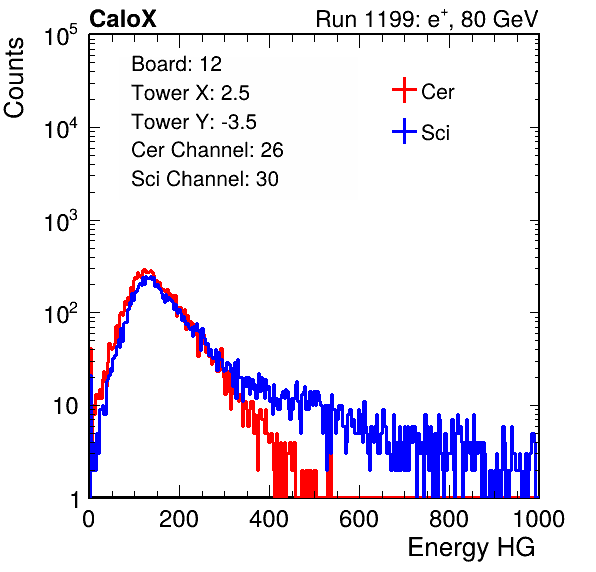 CaloX Run 1199: e⁺, 80 GeV
Counts
Board: 12
Tower X: 2.5
Tower Y: -3.5
Cer Channel: 26
Sci Channel: 30
Cer
Sci
10⁵
10⁴
10³
10²
10
1
0 200 400 600 800 1000
Energy HG